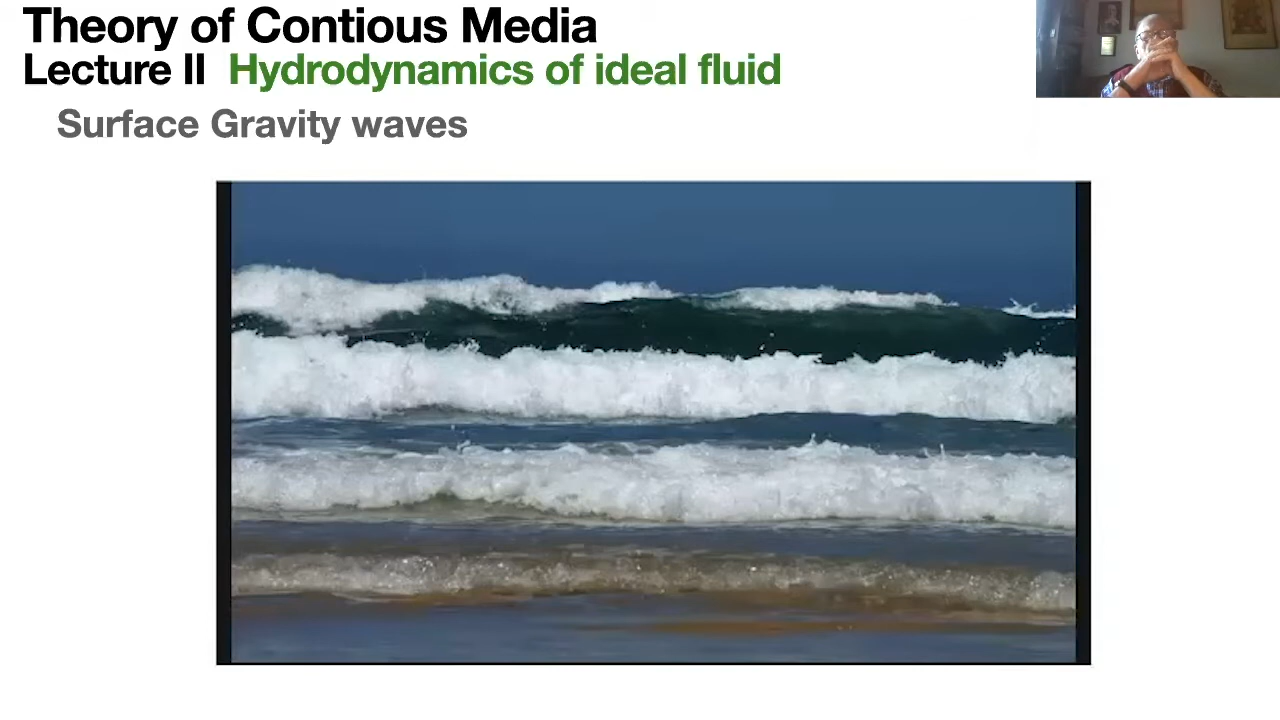 Theory of Contious Media
Lecture II Hydrodynamics of ideal fluid
Surface Gravity waves